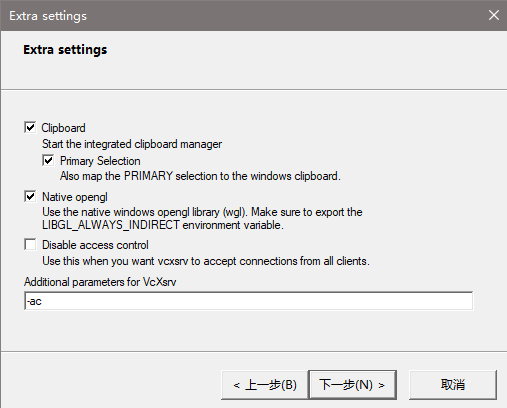 Extra settings
Extra settings
Clipboard
Start the integrated clipboard manager
Primary Selection
Also map the PRIMARY selection to the windows clipboard.
Native opengl
Use the native windows opengl library (wgl). Make sure to export the
LIBGL_ALWAYS_INDIRECT environment variable.
Disable access control
Use this when you want vcxsrv to accept connections from all clients.
Additional parameters for VcXsrv
-ac
< 上一步(B) 下一步(N) > 取消